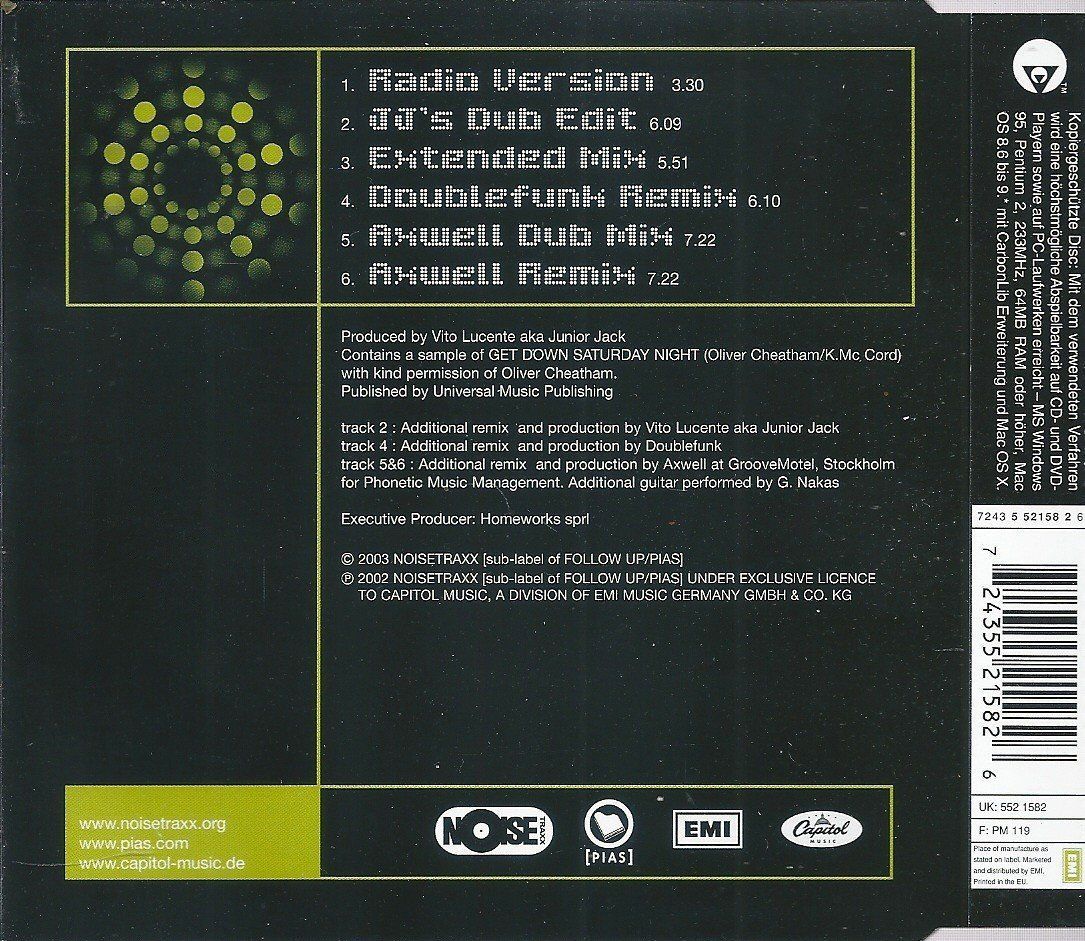 1. Radio Version 3.30
2. JJ's Dub Edit 6.09
3. Extended Mix 5.51
4. Doublefunk Remix 6.10
5. Axwell Dub Mix 7.22
6. Axwell Remix 7.22
Produced by Vito Lucente aka Junior Jack
Contains a sample of GET DOWN SATURDAY NIGHT (Oliver Cheatham/K.Mc Cord)
with kind permission of Oliver Cheatham.
Published by Universal Music Publishing
track 2 : Additional remix and production by Vito Lucente aka Junior Jack
track 4 : Additional remix and production by Doublefunk
track 5&6 : Additional remix and production by Axwell at GrooveMotel, Stockholm
for Phonetic Music Management. Additional guitar performed by G. Nakas
Executive Producer: Homeworks sprl
© 2003 NOISETRAXX [sub-label of FOLLOW UP/PIAS]
℗ 2002 NOISETRAXX [sub-label of FOLLOW UP/PIAS] UNDER EXCLUSIVE LICENCE
TO CAPITOL MUSIC, A DIVISION OF EMI MUSIC GERMANY GMBH & CO. KG
www.noisetraxx.org
www.pias.com
www.capitol-music.de
NOISE TRAXX
[PIAS]
EMI
Capitol
MUSIC
TM
Kopiergeschützte Disc: Mit dem verwendeten Verfahren
wird eine höchstmögliche Abspielbarkeit auf CD- und DVD-
Playern sowie auf PC-Laufwerken erreicht – MS Windows
95, Pentium 2, 233MHz, 64MB RAM oder höher, Mac
OS 8.6 bis 9.* mit CarbonLib Erweiterung und Mac OS X.
7243 5 52158 2 6
7 24355 21582 6
UK: 552 1582
F: PM 119
Place of manufacture as
stated on label. Marketed
and distributed by EMI.
Printed in the EU.
EMI